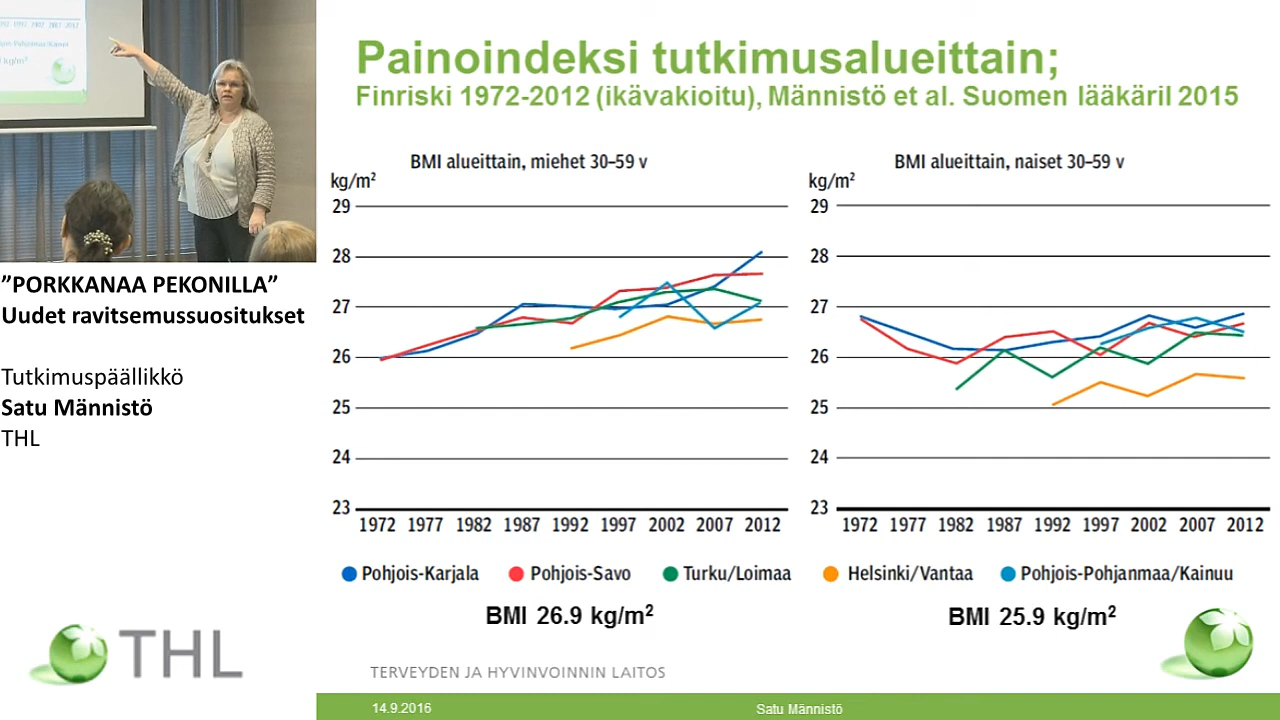 Painoindeksi tutkimusalueittain;
Finriski 1972-2012 (ikävakioitu), Männistö et al. Suomen lääkäril 2015
BMI alueittain, miehet 30–59 v
kg/m²
29
28
27
26
25
24
23
1972 1977 1982 1987 1992 1997 2002 2007 2012
BMI alueittain, naiset 30–59 v
kg/m²
29
28
27
26
25
24
23
1972 1977 1982 1987 1992 1997 2002 2007 2012
Pohjois-Karjala Pohjois-Savo Turku/Loimaa Helsinki/Vantaa Pohjois-Pohjanmaa/Kainuu
BMI 26.9 kg/m²
BMI 25.9 kg/m²
TERVEYDEN JA HYVINVOINNIN LAITOS
14.9.2016
Satu Männistö
”PORKKANAA PEKONILLA”
Uudet ravitsemussuositukset
Tutkimuspäällikkö
Satu Männistö
THL
THL